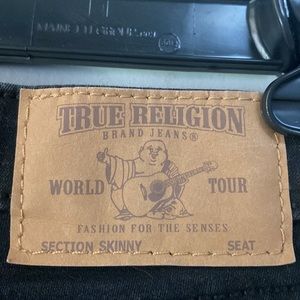 TRUE RELIGION
BRAND JEANS®
WORLD TOUR
FASHION FOR THE SENSES
SECTION SKINNY SEAT